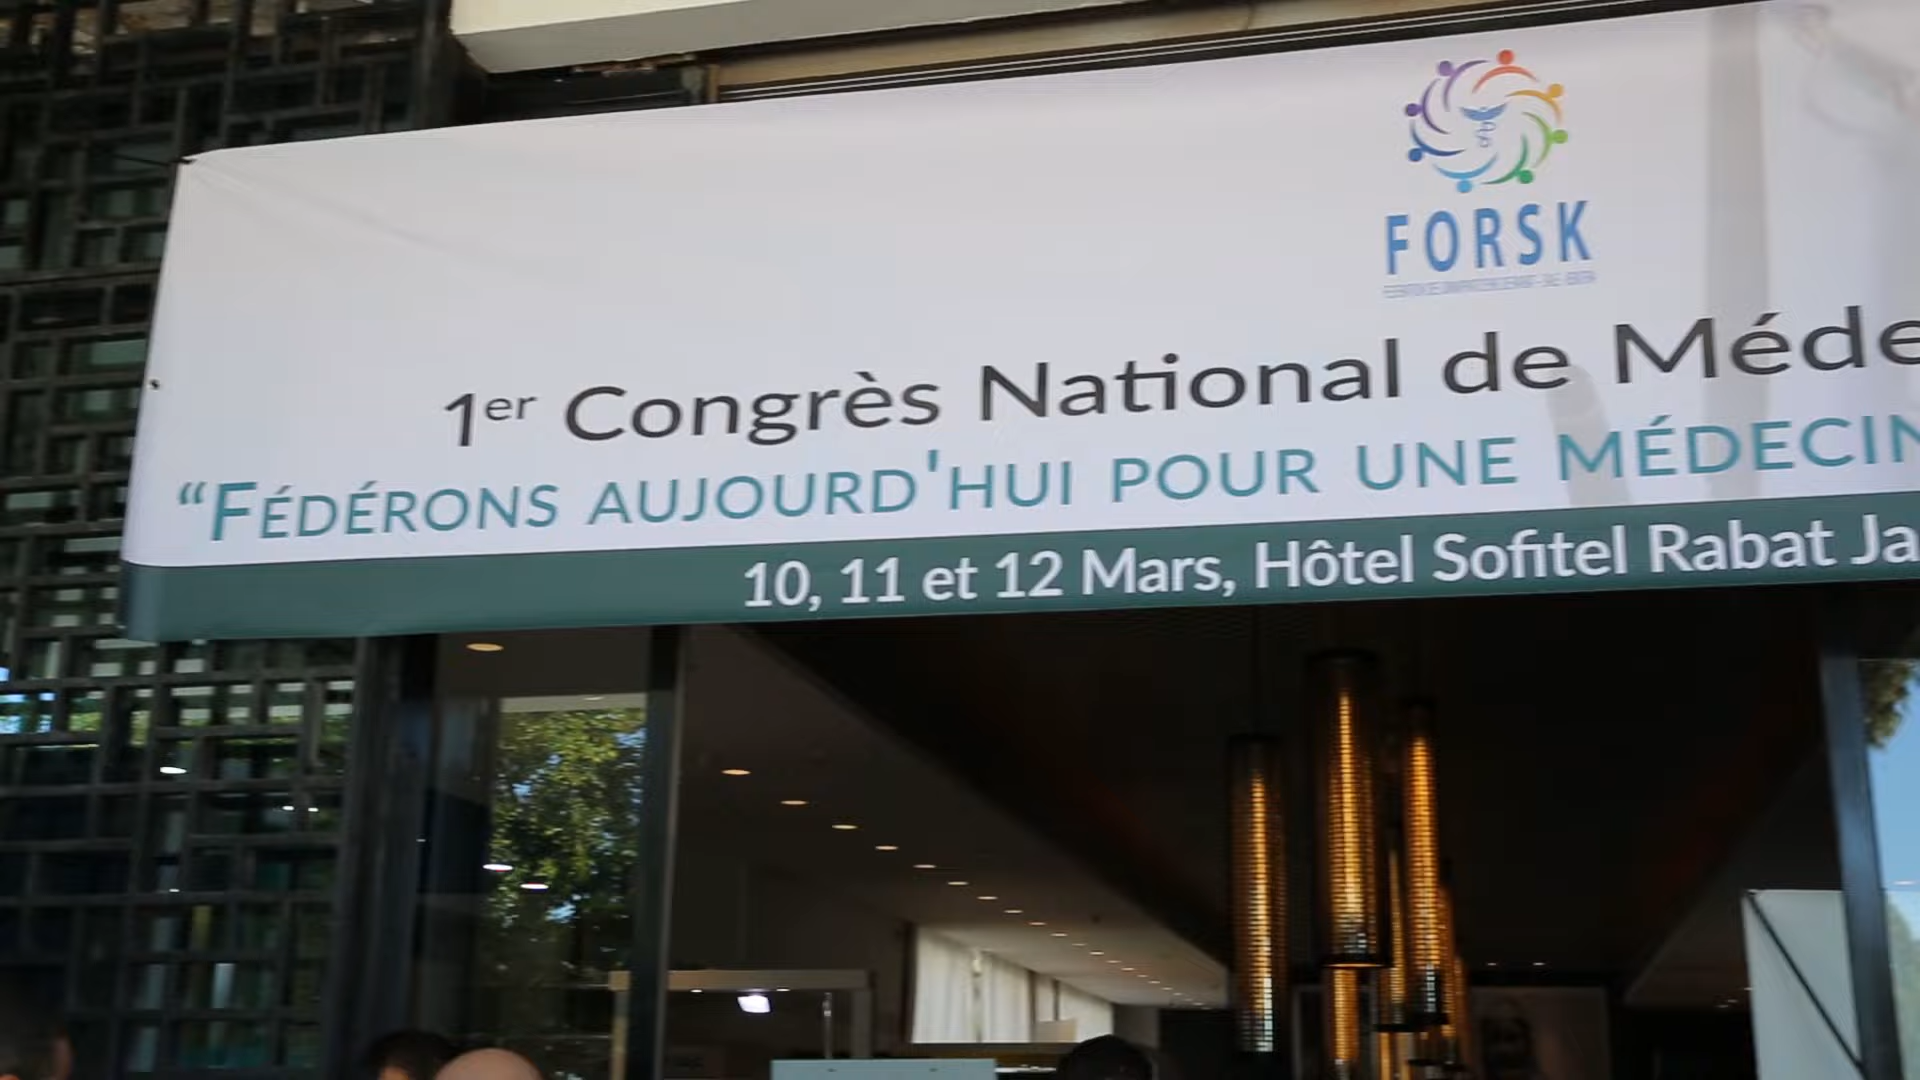 FORSK
1er Congrès National de Méde
“FÉDÉRONS AUJOURD'HUI POUR UNE MÉDECIN
10, 11 et 12 Mars, Hôtel Sofitel Rabat Ja